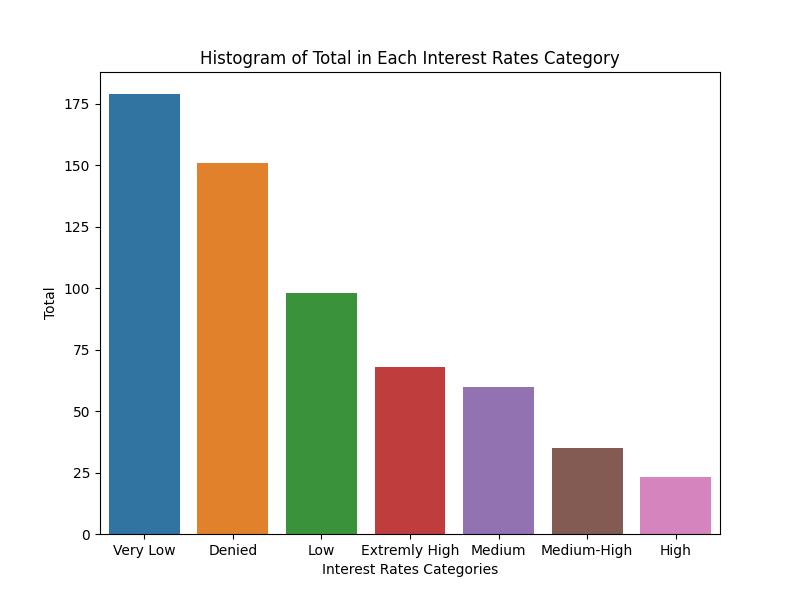 Histogram of Total in Each Interest Rates Category
175
150
125
100
75
50
25
0
Total
Very Low Denied Low Extremly High Medium Medium-High High
Interest Rates Categories